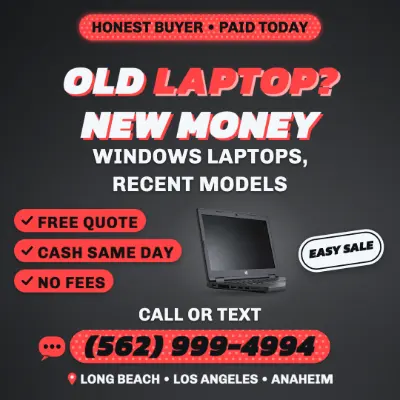 HONEST BUYER • PAID TODAY
OLD LAPTOP?
NEW MONEY
WINDOWS LAPTOPS,
RECENT MODELS
FREE QUOTE
CASH SAME DAY
NO FEES
EASY SALE
CALL OR TEXT
(562) 999-4994
LONG BEACH • LOS ANGELES • ANAHEIM